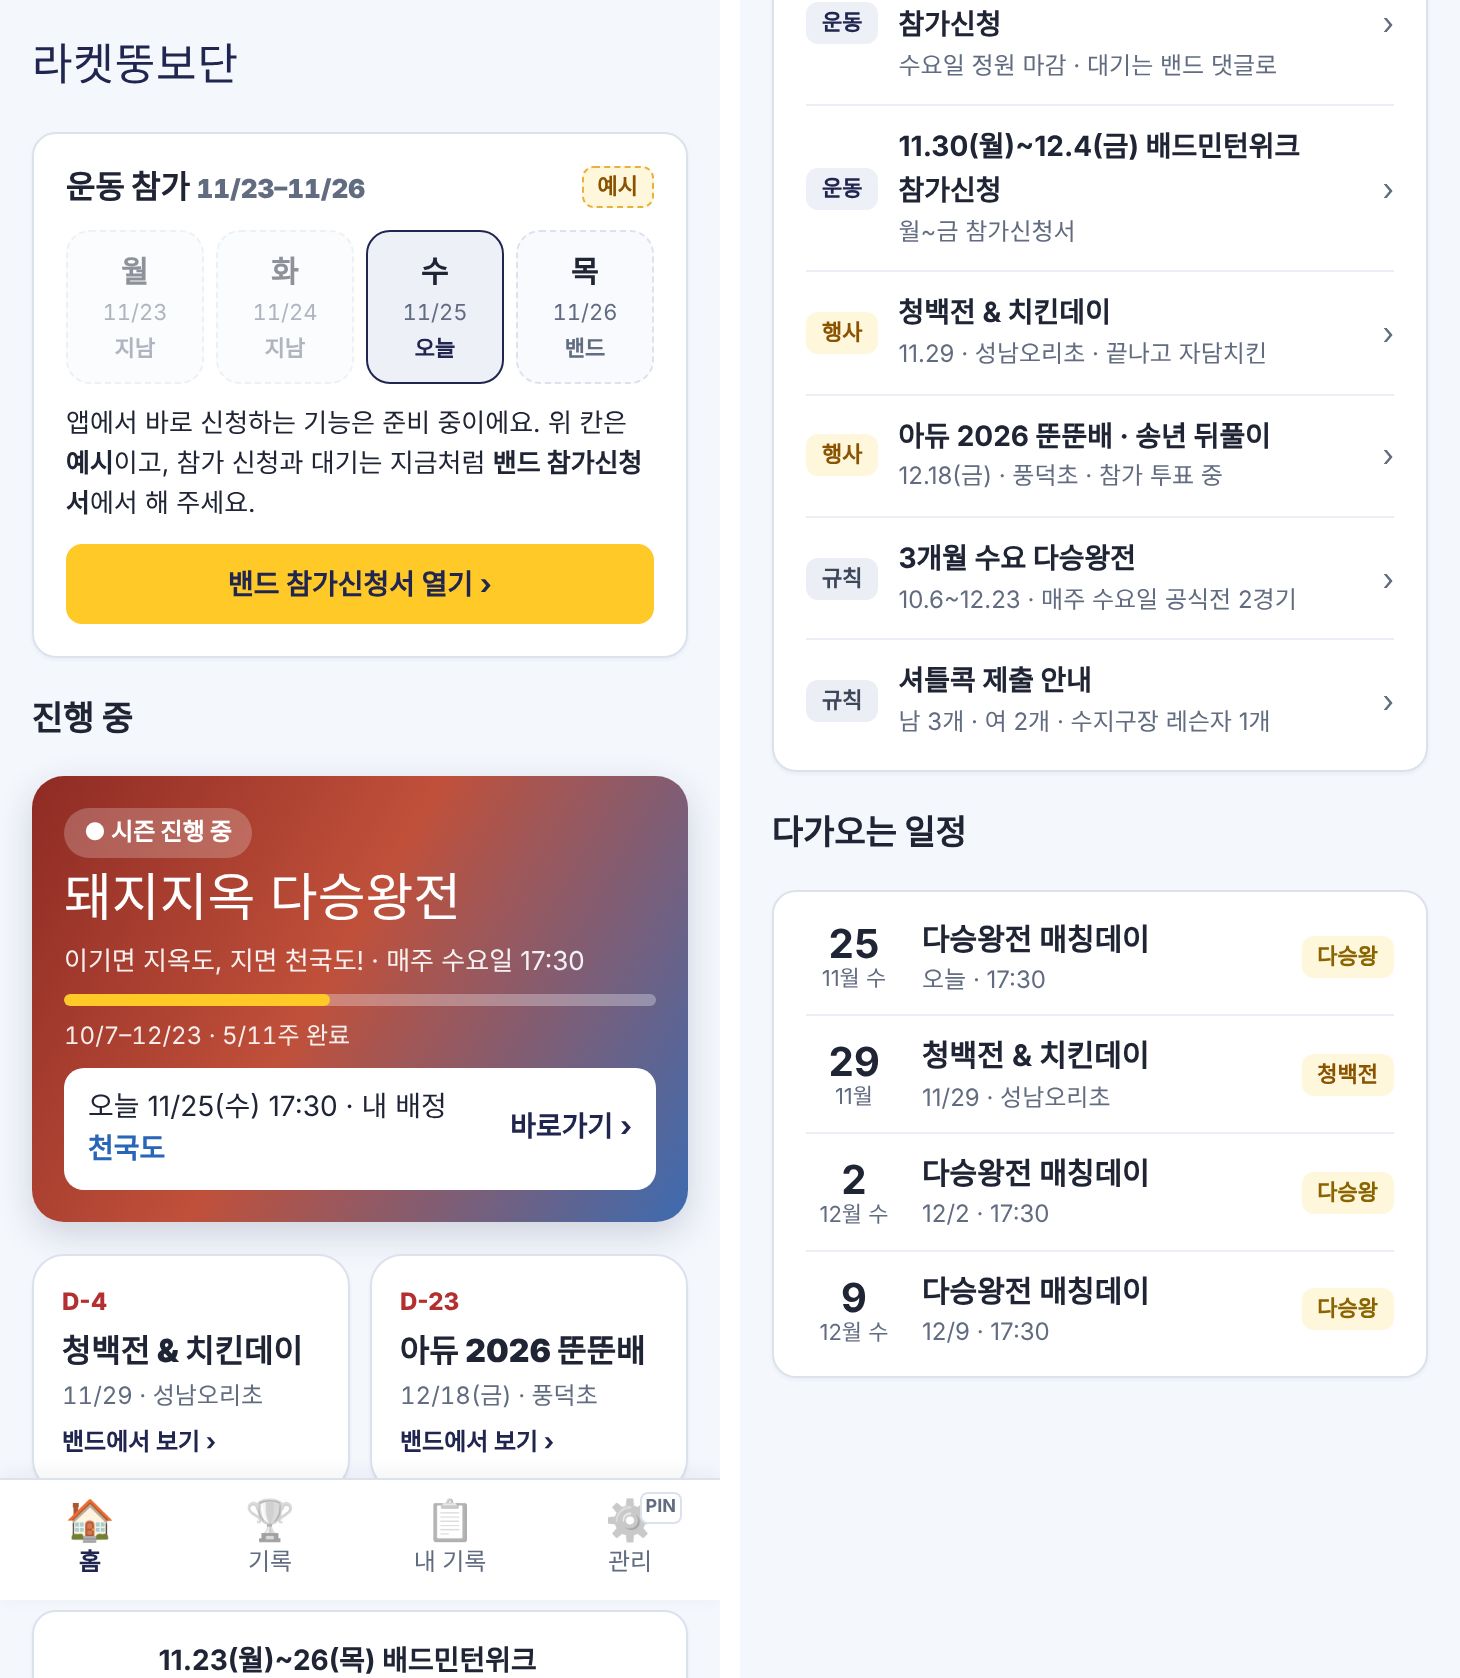 라켓뚱보단
운동 참가 11/23–11/26
예시
월
11/23
지남
화
11/24
지남
수
11/25
오늘
목
11/26
밴드
앱에서 바로 신청하는 기능은 준비 중이에요. 위 칸은
예시이고, 참가 신청과 대기는 지금처럼 밴드 참가신청
서에서 해 주세요.
밴드 참가신청서 열기 ›
진행 중
시즌 진행 중
돼지지옥 다승왕전
이기면 지옥도, 지면 천국도! · 매주 수요일 17:30
10/7–12/23 · 5/11주 완료
오늘 11/25(수) 17:30 · 내 배정
천국도
바로가기 ›
D-4
청백전 & 치킨데이
11/29 · 성남오리초
밴드에서 보기 ›
D-23
아듀 2026 뚠뚠배
12/18(금) · 풍덕초
밴드에서 보기 ›
홈
기록
내 기록
PIN
관리
11.23(월)~26(목) 배드민턴위크
운동
참가신청
수요일 정원 마감 · 대기는 밴드 댓글로
›
운동
11.30(월)~12.4(금) 배드민턴위크
참가신청
월~금 참가신청서
›
행사
청백전 & 치킨데이
11.29 · 성남오리초 · 끝나고 자담치킨
›
행사
아듀 2026 뚠뚠배 · 송년 뒤풀이
12.18(금) · 풍덕초 · 참가 투표 중
›
규칙
3개월 수요 다승왕전
10.6~12.23 · 매주 수요일 공식전 2경기
›
규칙
셔틀콕 제출 안내
남 3개 · 여 2개 · 수지구장 레슨자 1개
›
다가오는 일정
25
11월 수
다승왕전 매칭데이
오늘 · 17:30
다승왕
29
11월
청백전 & 치킨데이
11/29 · 성남오리초
청백전
2
12월 수
다승왕전 매칭데이
12/2 · 17:30
다승왕
9
12월 수
다승왕전 매칭데이
12/9 · 17:30
다승왕